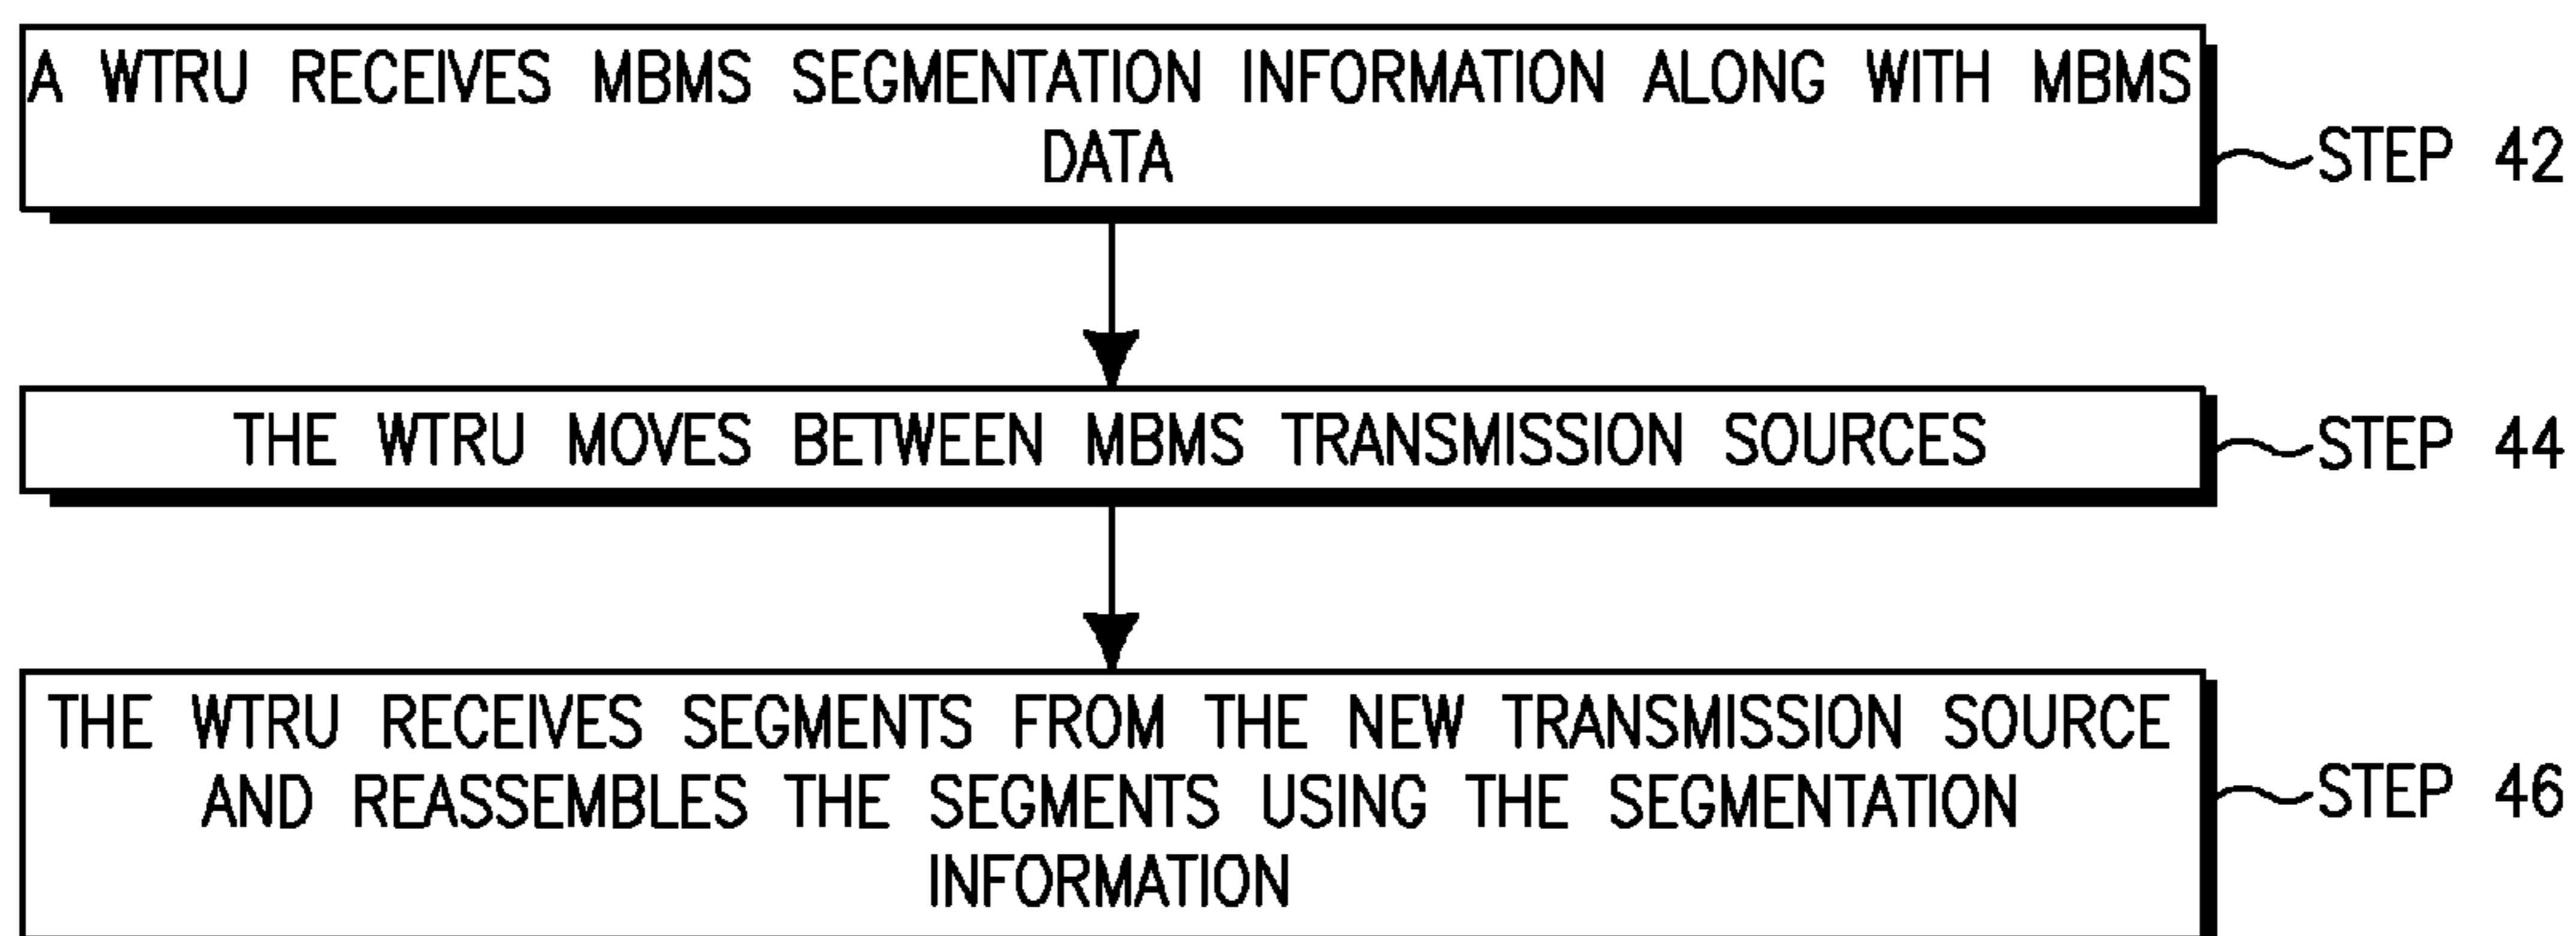 A WTRU RECEIVES MBMS SEGMENTATION INFORMATION ALONG WITH MBMS
DATA
STEP 42
THE WTRU MOVES BETWEEN MBMS TRANSMISSION SOURCES
STEP 44
THE WTRU RECEIVES SEGMENTS FROM THE NEW TRANSMISSION SOURCE
AND REASSEMBLES THE SEGMENTS USING THE SEGMENTATION
INFORMATION
STEP 46